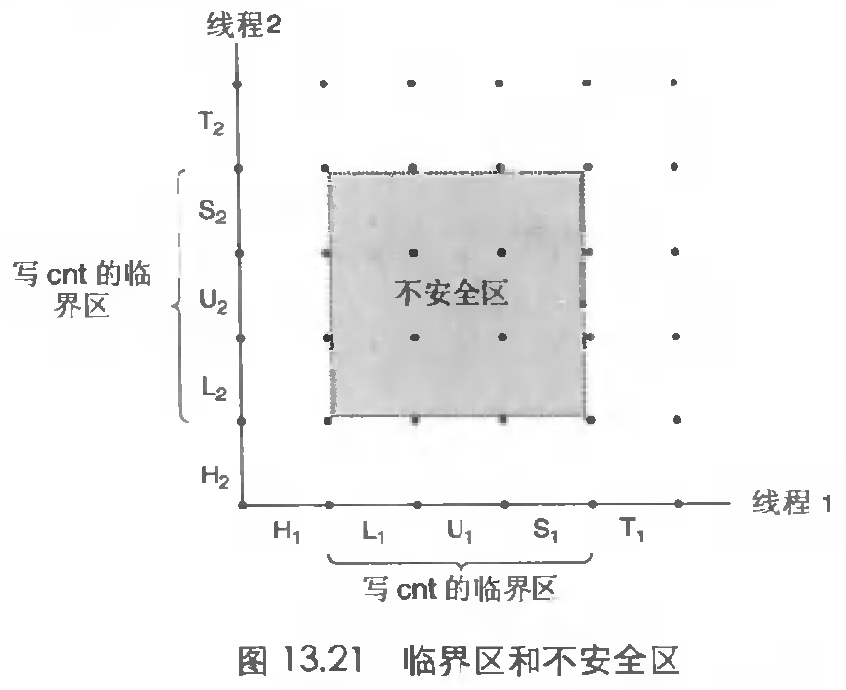 线程2
T₂
S₂
写 cnt 的临
界区
U₂
不安全区
L₂
H₂
线程 1
H₁ L₁ U₁ S₁ T₁
写 cnt 的临界区
图 13.21 临界区和不安全区